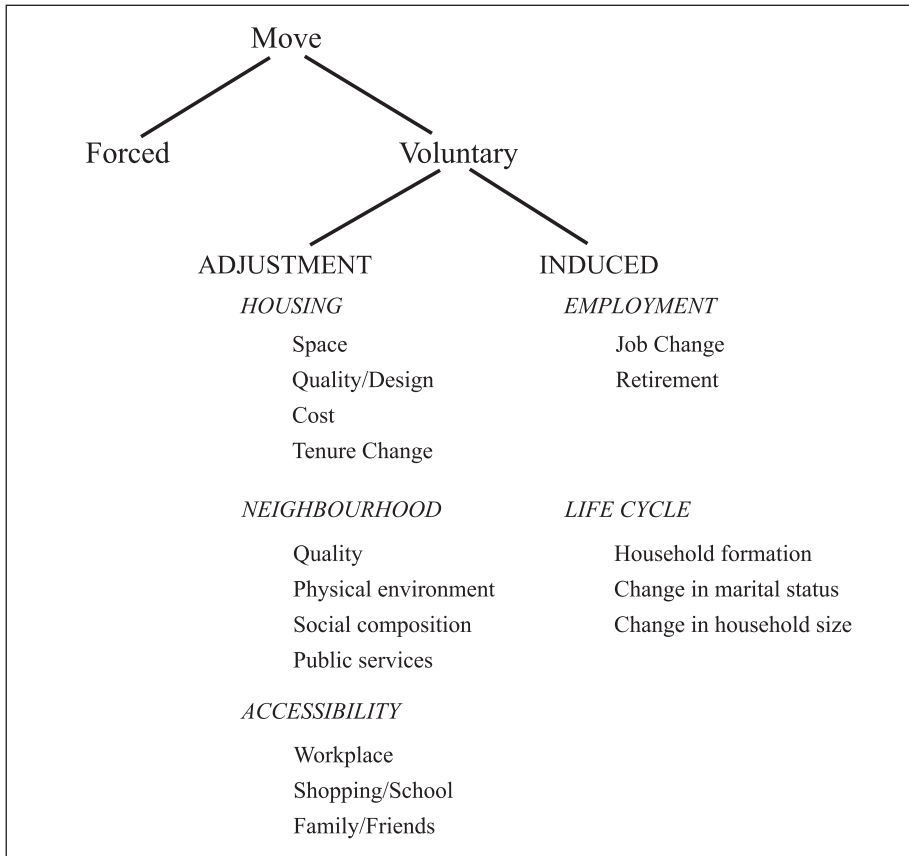 Move
Forced
Voluntary
ADJUSTMENT
HOUSING
Space
Quality/Design
Cost
Tenure Change
NEIGHBOURHOOD
Quality
Physical environment
Social composition
Public services
ACCESSIBILITY
Workplace
Shopping/School
Family/Friends
INDUCED
EMPLOYMENT
Job Change
Retirement
LIFE CYCLE
Household formation
Change in marital status
Change in household size